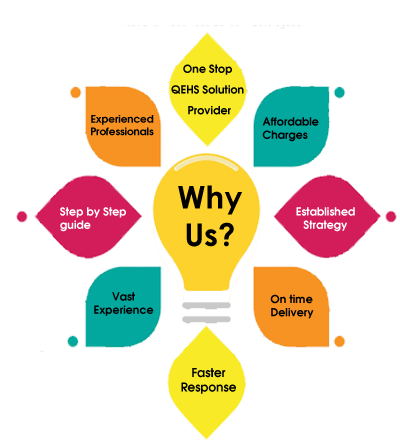 One Stop
QEHS Solution
Provider
Experienced
Professionals
Affordable
Charges
Why
Us?
Step by Step
guide
Established
Strategy
Vast
Experience
On time
Delivery
Faster
Response